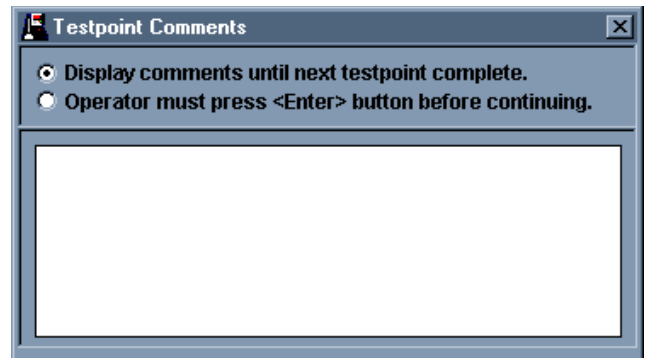 Testpoint Comments
Display comments until next testpoint complete.
Operator must press <Enter> button before continuing.